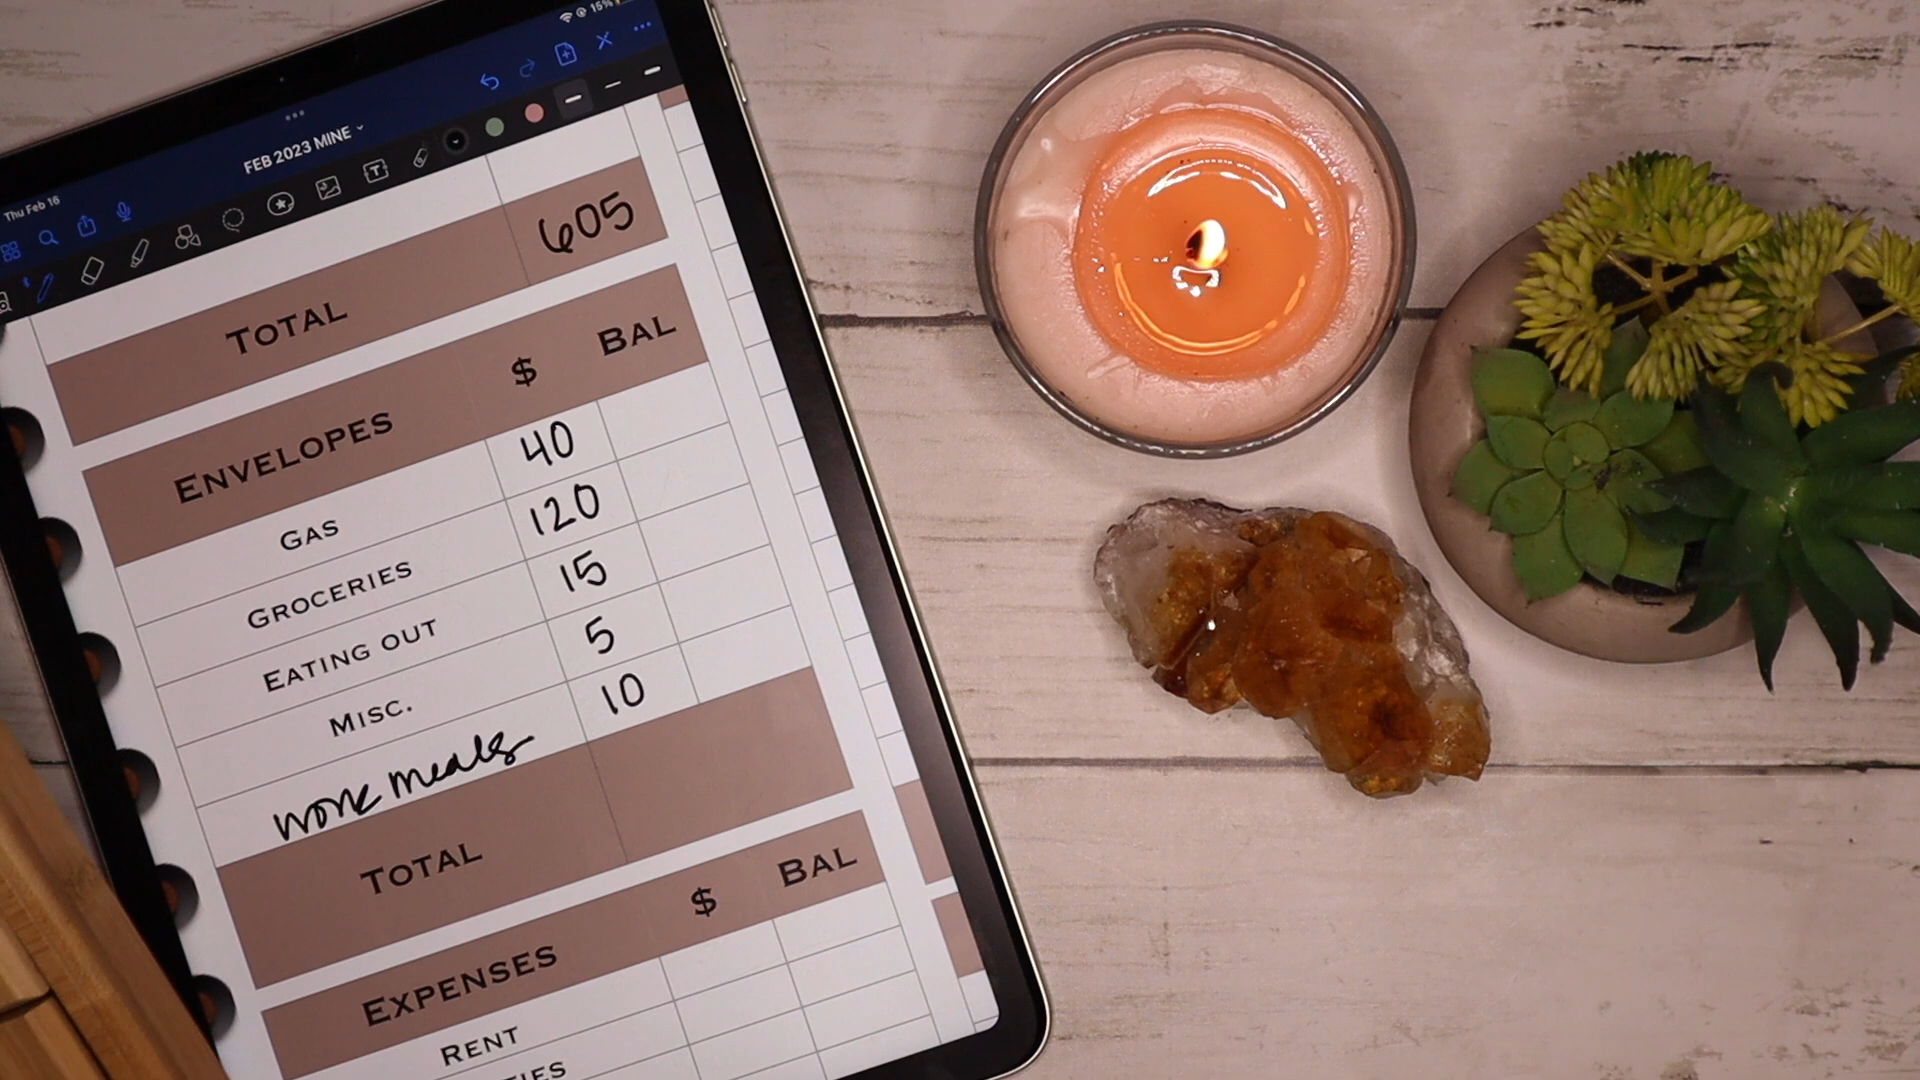 15%
Thu Feb 16
FEB 2023 MINE
TOTAL 605
ENVELOPES $ BAL
GAS 40
GROCERIES 120
EATING OUT 15
MISC. 5
work meals 10
TOTAL
EXPENSES $ BAL
RENT